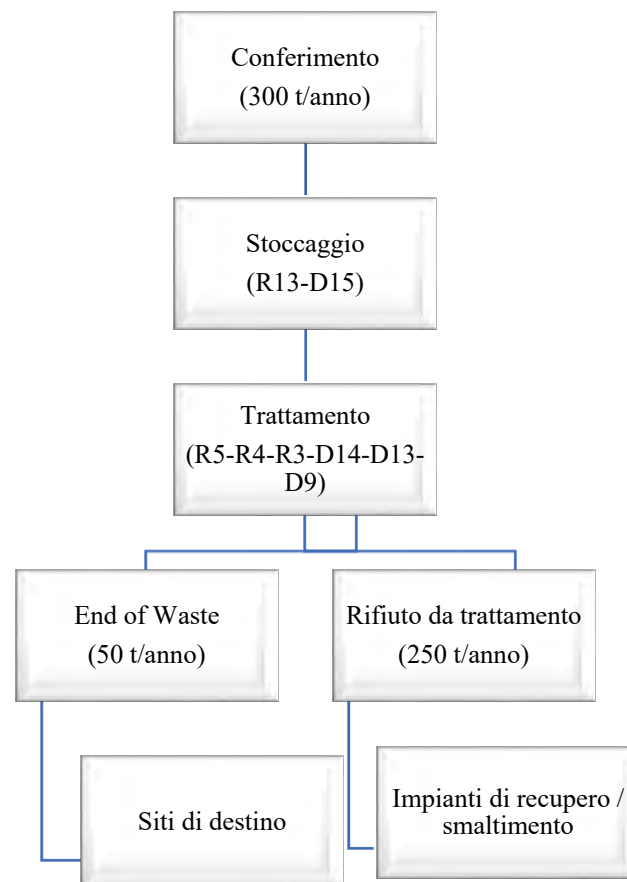 Conferimento
(300 t/anno)
Stoccaggio
(R13-D15)
Trattamento
(R5-R4-R3-D14-D13-
D9)
End of Waste
(50 t/anno)
Rifiuto da trattamento
(250 t/anno)
Siti di destino
Impianti di recupero /
smaltimento